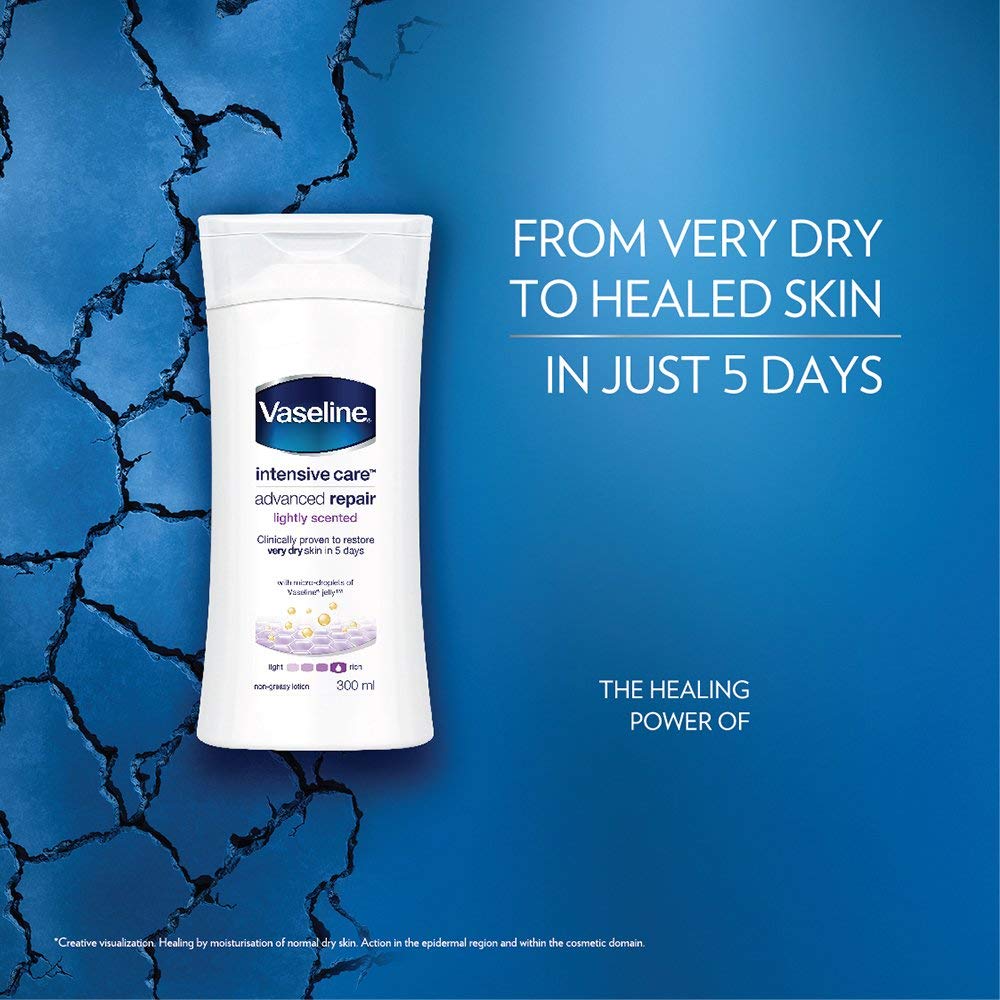 FROM VERY DRY
TO HEALED SKIN
IN JUST 5 DAYS
Vaseline®
intensive care™
advanced repair
lightly scented
Clinically proven to restore
very dry skin in 5 days
with micro-droplets of
Vaseline® jelly™
light rich
non-greasy lotion 300 ml
THE HEALING
POWER OF
*Creative visualization. Healing by moisturisation of normal dry skin. Action in the epidermal region and within the cosmetic domain.